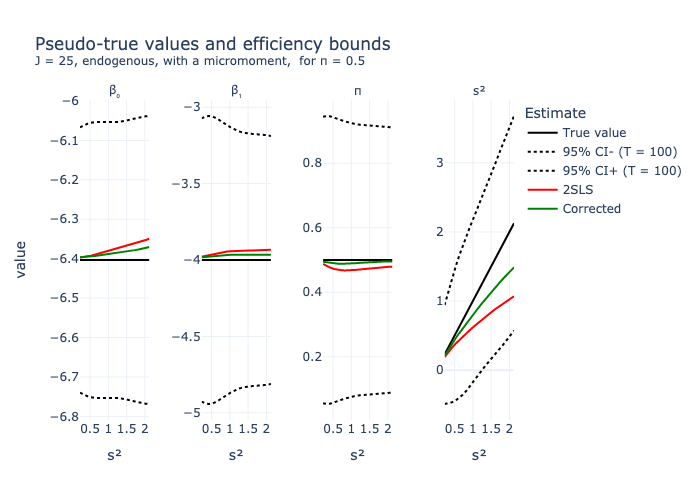 Pseudo-true values and efficiency bounds
J = 25, endogenous, with a micromoment,  for π = 0.5
β₀
β₁
π
s²
Estimate
True value
95% CI- (T = 100)
95% CI+ (T = 100)
2SLS
Corrected
value
−6
−6.1
−6.2
−6.3
−6.4
−6.5
−6.6
−6.7
−6.8
−3
−3.5
−4
−4.5
−5
0.8
0.6
0.4
0.2
3
2
1
0
0.5 1 1.5 2
0.5 1 1.5 2
0.5 1 1.5 2
0.5 1 1.5 2
s²
s²
s²
s²